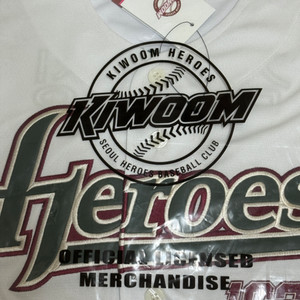 KIWOOM HEROES
KIWOOM
SEOUL HEROES BASEBALL CLUB
Heroes
OFFICIAL LICENSED
MERCHANDISE